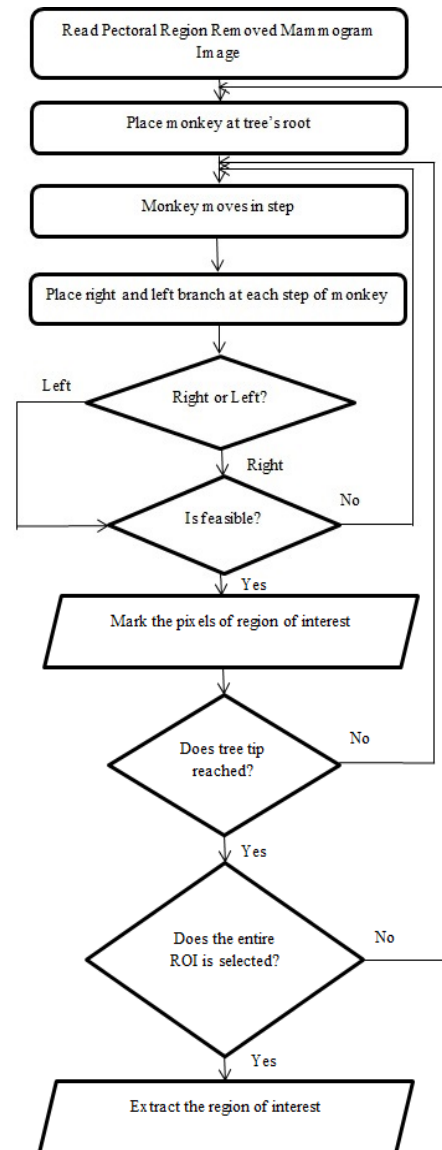 Read Pectoral Region Removed Mammogram
Image
Place monkey at tree's root
Monkey moves in step
Place right and left branch at each step of monkey
Left
Right or Left?
Right
No
Is feasible?
Yes
Mark the pixels of region of interest
No
Does tree tip
reached?
Yes
Does the entire
ROI is selected?
No
Yes
Extract the region of interest